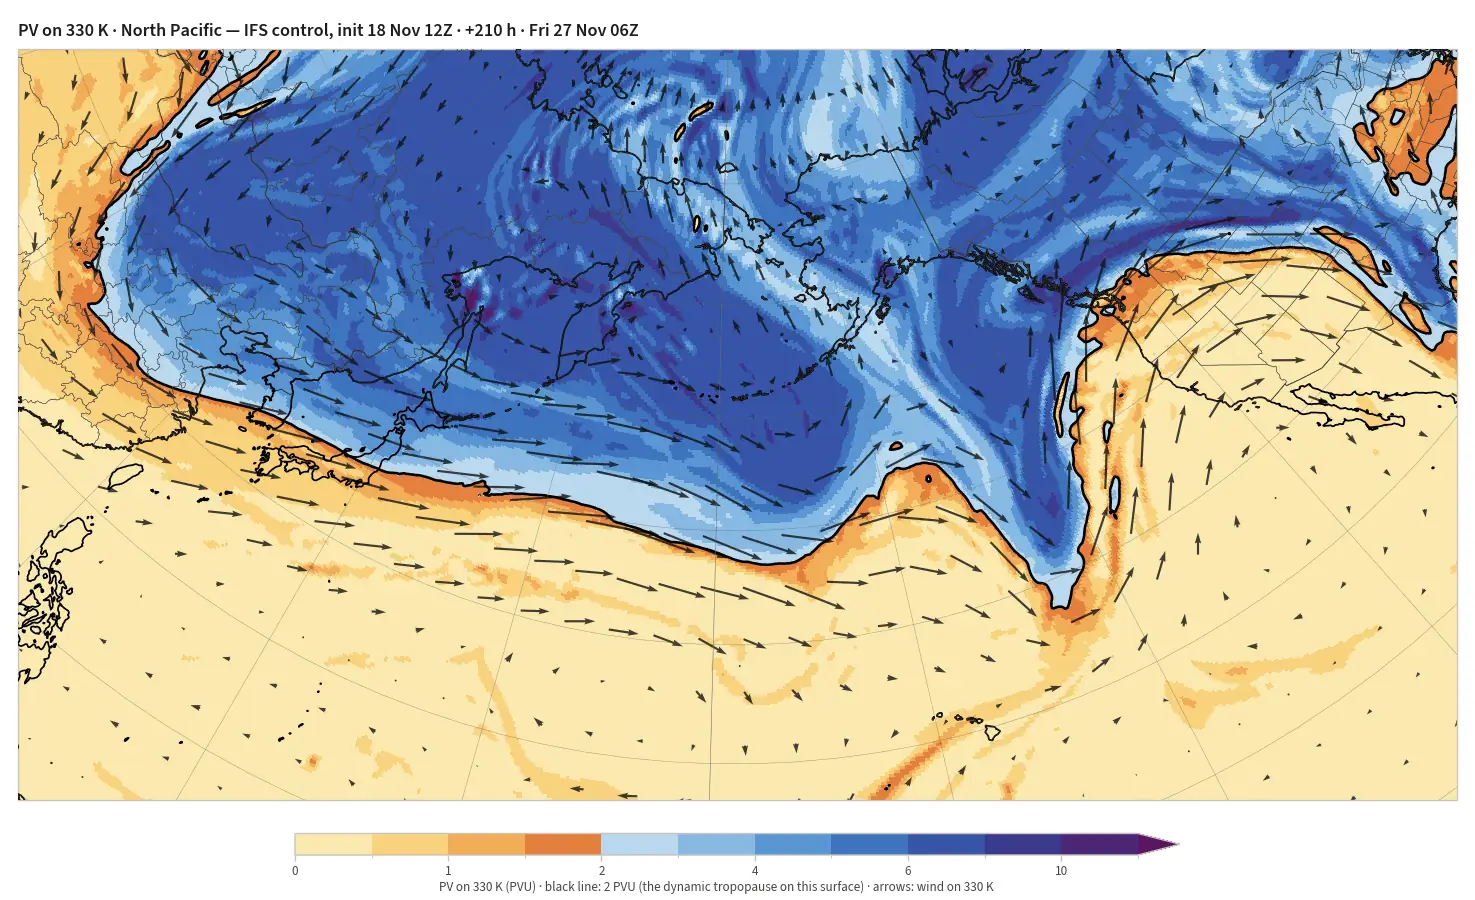 PV on 330 K · North Pacific — IFS control, init 18 Nov 12Z · +210 h · Fri 27 Nov 06Z
0 1 2 4 6 10
PV on 330 K (PVU) · black line: 2 PVU (the dynamic tropopause on this surface) · arrows: wind on 330 K